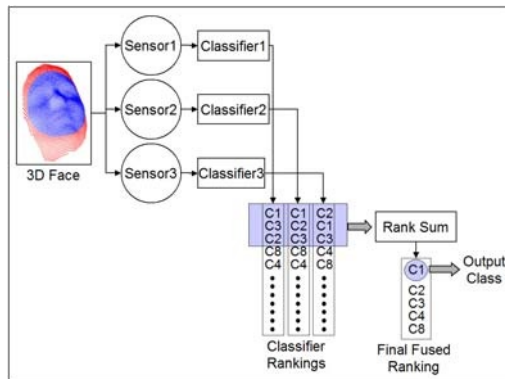 Sensor1
Classifier1
Sensor2
Classifier2
Sensor3
Classifier3
3D Face
C1 C1 C2
C3 C2 C1
C2 C3 C3
C8 C8 C4
C4 C4 C8
Rank Sum
C1
C2
C3
C4
C8
Output
Class
Classifier
Rankings
Final Fused
Ranking